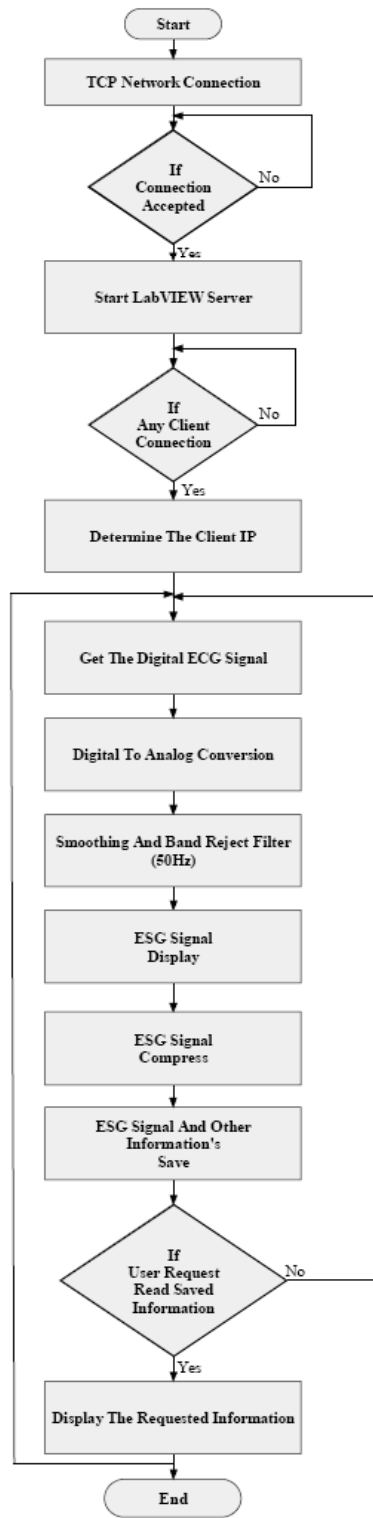 Start
TCP Network Connection
If
Connection
Accepted
No
Yes
Start LabVIEW Server
If
Any Client
Connection
No
Yes
Determine The Client IP
Get The Digital ECG Signal
Digital To Analog Conversion
Smoothing And Band Reject Filter
(50Hz)
ESG Signal
Display
ESG Signal
Compress
ESG Signal And Other
Information's
Save
If
User Request
Read Saved
Information
No
Yes
Display The Requested Information
End